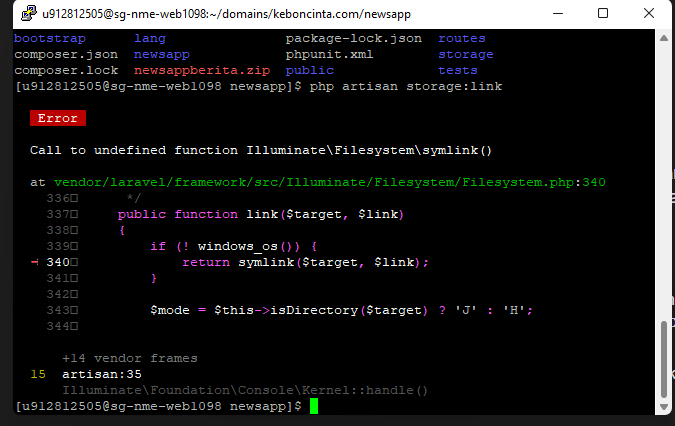 u912812505@sg-nme-web1098:~/domains/keboncinta.com/newsapp
bootstrap lang package-lock.json routes
composer.json newsapp phpunit.xml storage
composer.lock newsappberita.zip public tests
[u912812505@sg-nme-web1098 newsapp]$ php artisan storage:link
Error
Call to undefined function Illuminate\Filesystem\symlink()
at vendor/laravel/framework/src/Illuminate/Filesystem/Filesystem.php:340
336□ */
337□ public function link($target, $link)
338□ {
339□ if (! windows_os()) {
→ 340□ return symlink($target, $link);
341□ }
342□
343□ $mode = $this->isDirectory($target) ? 'J' : 'H';
344□
+14 vendor frames
15 artisan:35
Illuminate\Foundation\Console\Kernel::handle()
[u912812505@sg-nme-web1098 newsapp]$